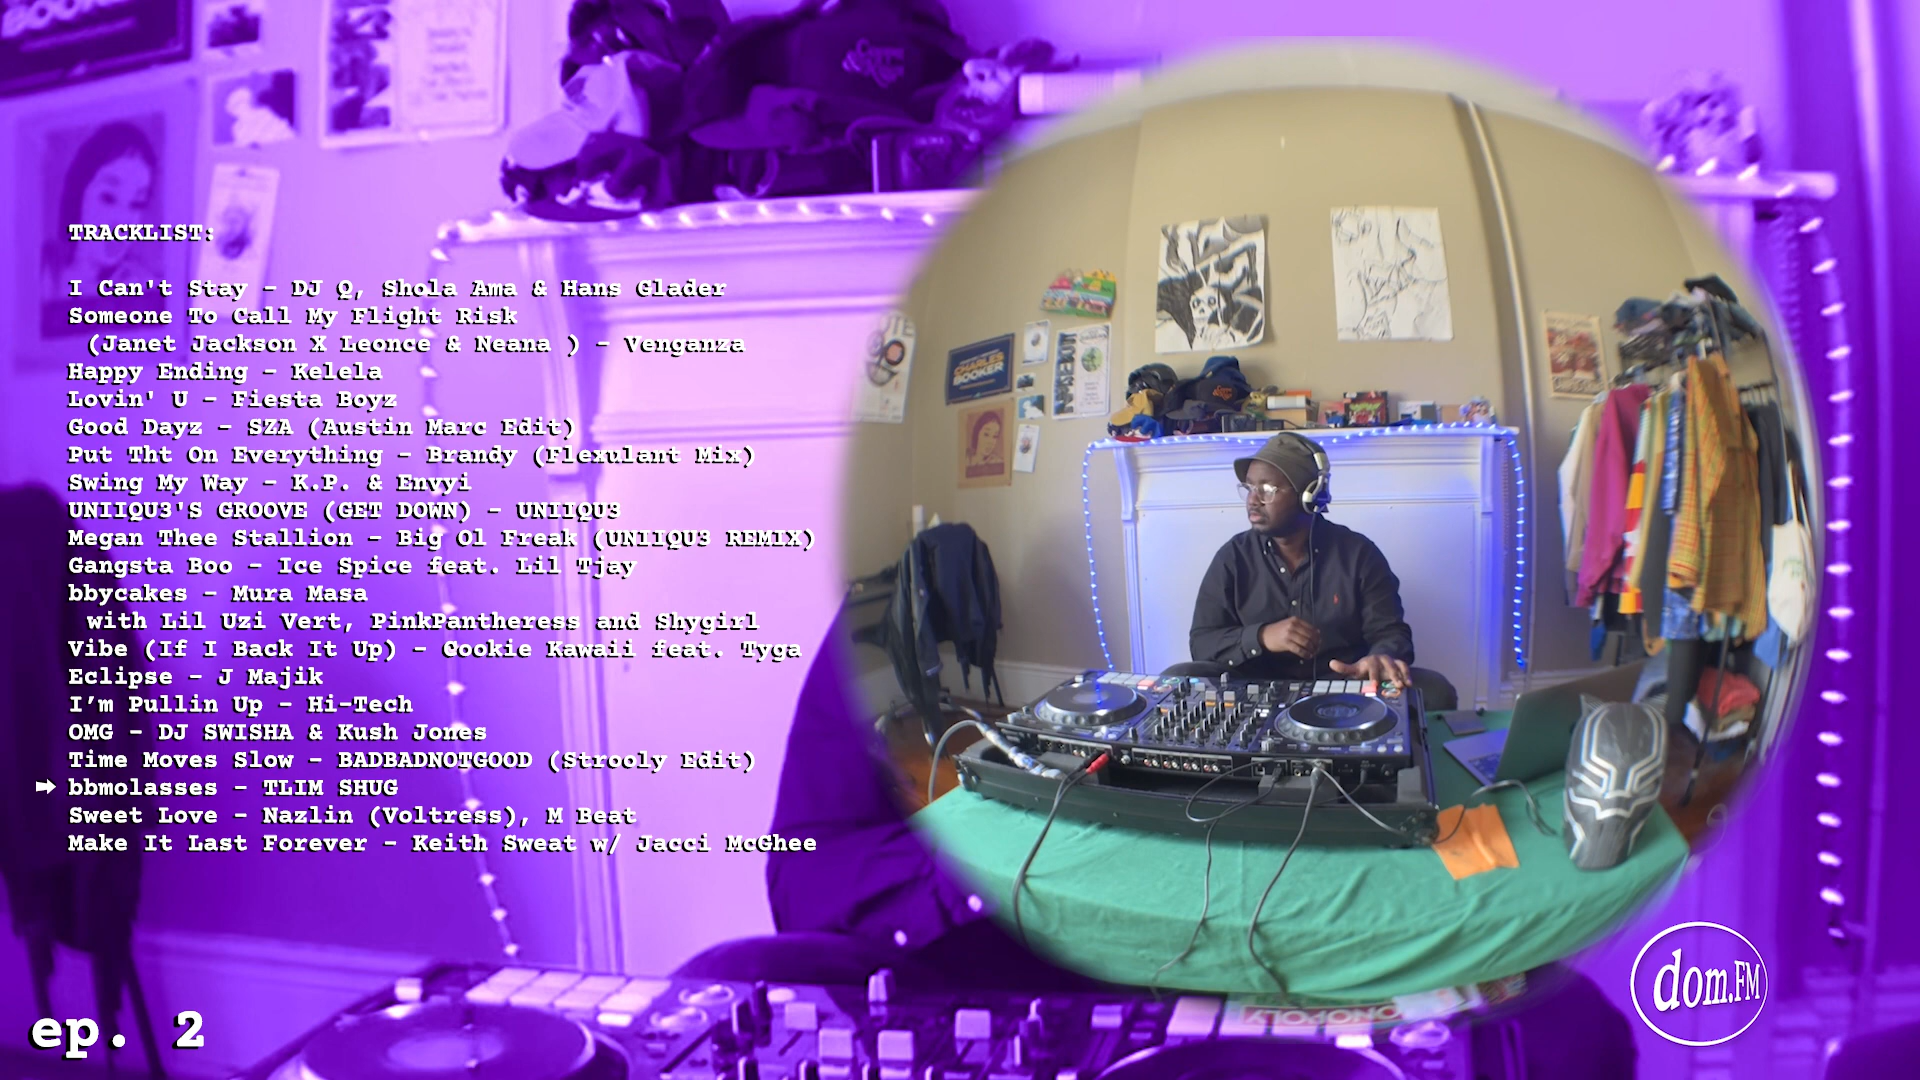 TRACKLIST:
I Can't Stay - DJ Q, Shola Ama & Hans Glader
Someone To Call My Flight Risk
(Janet Jackson X Leonce & Neana ) - Venganza
Happy Ending - Kelela
Lovin' U - Fiesta Boyz
Good Dayz - SZA (Austin Marc Edit)
Put Tht On Everything - Brandy (Flexulant Mix)
Swing My Way - K.P. & Envyi
UNIIQU3'S GROOVE (GET DOWN) - UNIIQU3
Megan Thee Stallion - Big Ol Freak (UNIIQU3 REMIX)
Gangsta Boo - Ice Spice feat. Lil Tjay
bbycakes - Mura Masa
with Lil Uzi Vert, PinkPantheress and Shygirl
Vibe (If I Back It Up) - Cookie Kawaii feat. Tyga
Eclipse - J Majik
I’m Pullin Up - Hi-Tech
OMG - DJ SWISHA & Kush Jones
Time Moves Slow - BADBADNOTGOOD (Strooly Edit)
bbmolasses - TLIM SHUG
Sweet Love - Nazlin (Voltress), M Beat
Make It Last Forever - Keith Sweat w/ Jacci McGhee
ep. 2
dom.FM
CHARLES
BOOKER